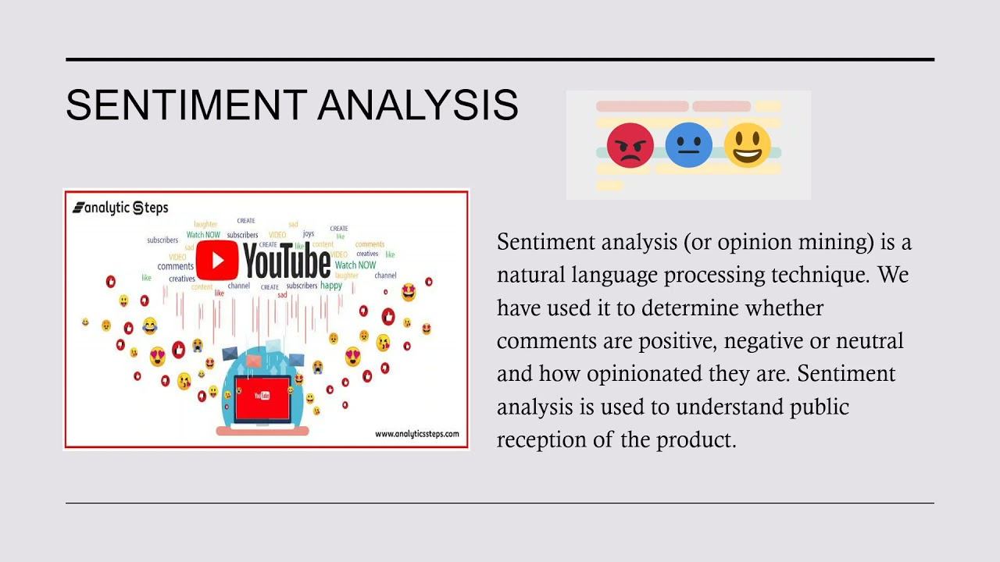 SENTIMENT ANALYSIS
analytic Steps
laughter CREATE sad
subscribers Watch NOW subscribers VIDEO joys CREATE like
sad CREATE like content comments
VIDEO YouTube VIDEO creatives like
comments Watch NOW
like creatives laughter channel
content channel CREATE subscribers happy
like sad
YouTube
www.analyticssteps.com
Sentiment analysis (or opinion mining) is a
natural language processing technique. We
have used it to determine whether
comments are positive, negative or neutral
and how opinionated they are. Sentiment
analysis is used to understand public
reception of the product.